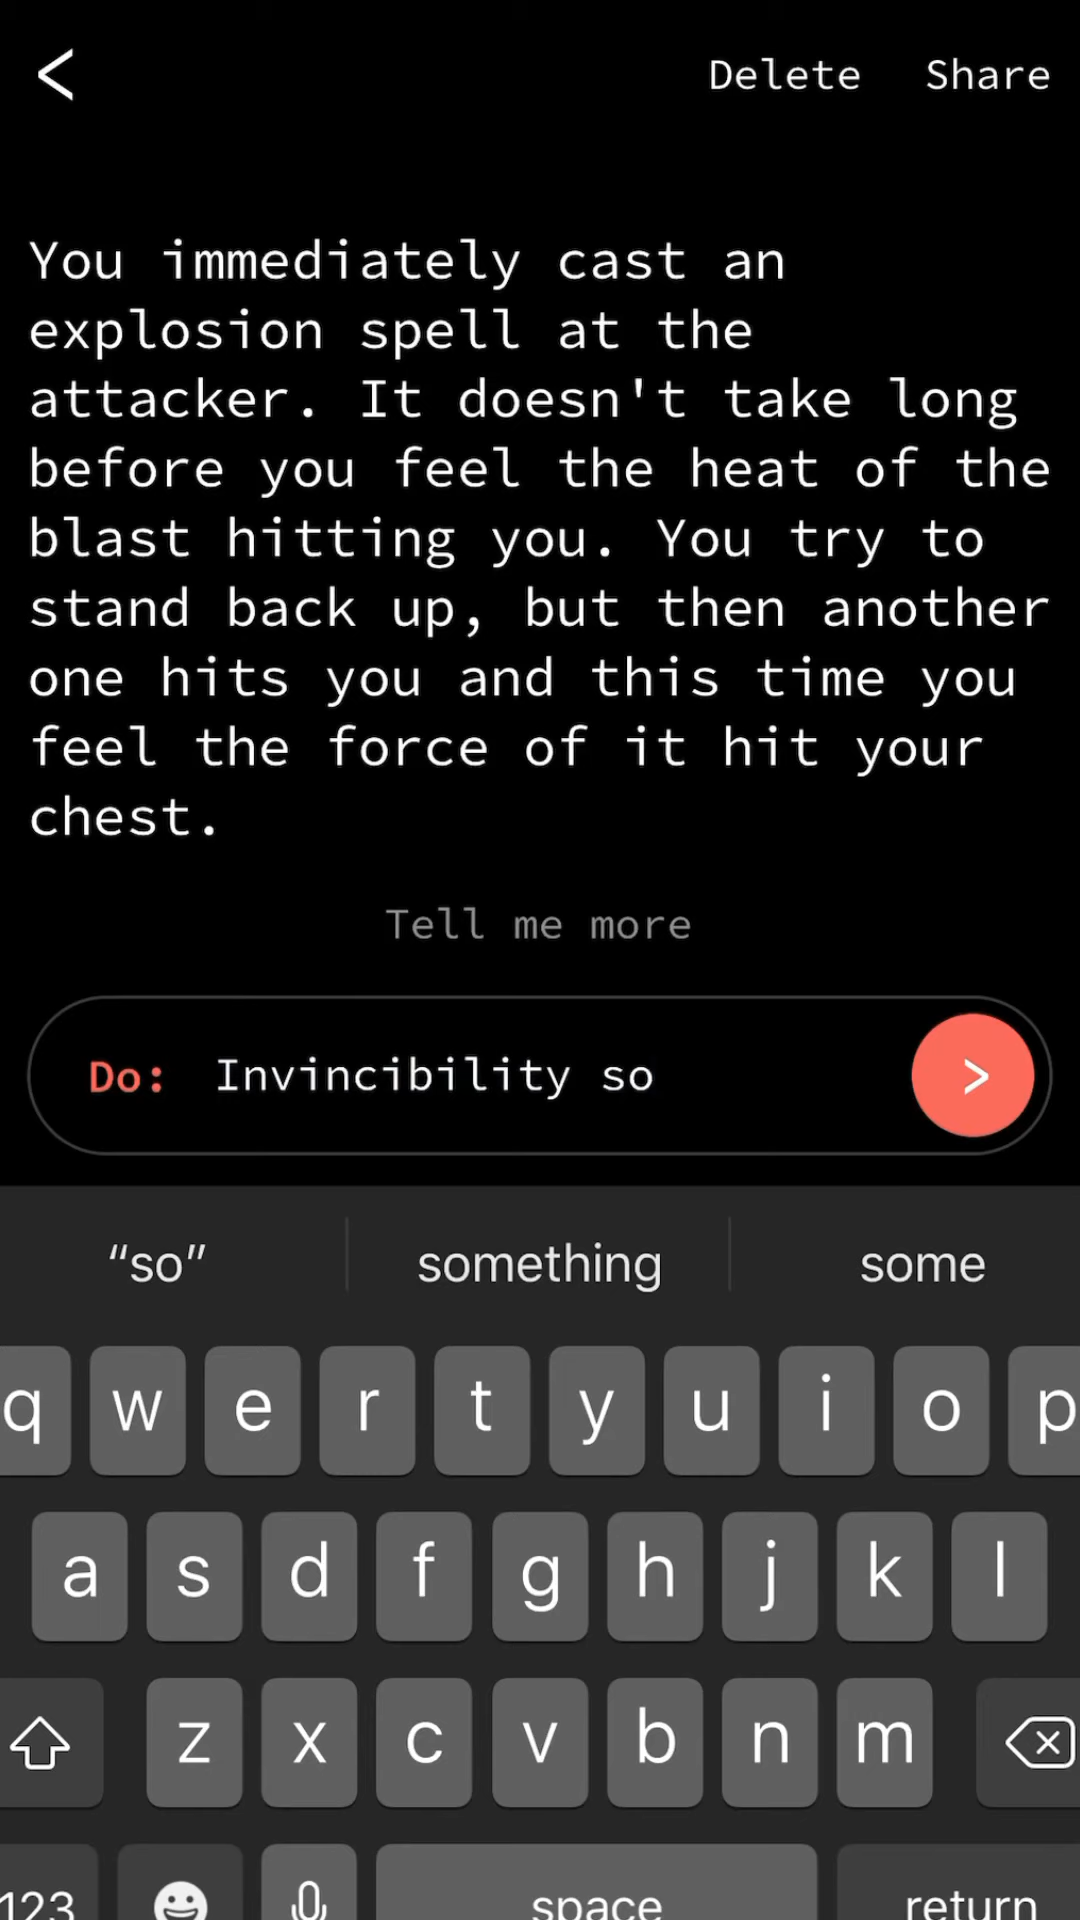 < Delete Share
You immediately cast an
explosion spell at the
attacker. It doesn't take long
before you feel the heat of the
blast hitting you. You try to
stand back up, but then another
one hits you and this time you
feel the force of it hit your
chest.
Tell me more
Do: Invincibility so >
“so” something some
q w e r t y u i o p
a s d f g h j k l
z x c v b n m
123 space return